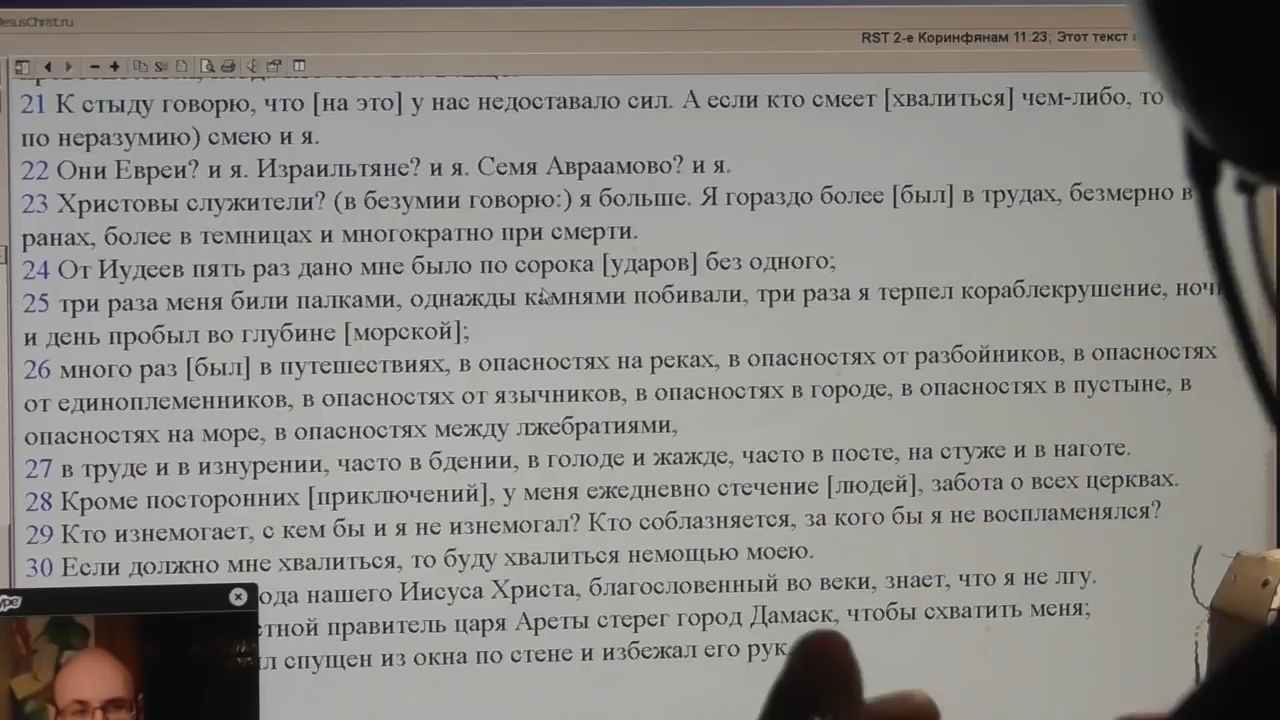 JesusChrist.ru
RST 2-е Коринфянам 11:23; Этот текст
21 К стыду говорю, что [на это] у нас недоставало сил. А если кто смеет [хвалиться] чем-либо, то
по неразумию) смею и я.
22 Они Евреи? и я. Израильтяне? и я. Семя Авраамово? и я.
23 Христовы служители? (в безумии говорю:) я больше. Я гораздо более [был] в трудах, безмерно в
ранах, более в темницах и многократно при смерти.
24 От Иудеев пять раз дано мне было по сорока [ударов] без одного;
25 три раза меня били палками, однажды камнями побивали, три раза я терпел кораблекрушение, ночь
и день пробыл во глубине [морской];
26 много раз [был] в путешествиях, в опасностях на реках, в опасностях от разбойников, в опасностях
от единоплеменников, в опасностях от язычников, в опасностях в городе, в опасностях в пустыне, в
опасностях на море, в опасностях между лжебратиями,
27 в труде и в изнурении, часто в бдении, в голоде и жажде, часто в посте, на стуже и в наготе.
28 Кроме посторонних [приключений], у меня ежедневно стечение [людей], забота о всех церквах.
29 Кто изнемогает, с кем бы и я не изнемогал? Кто соблазняется, за кого бы я не воспламенялся?
30 Если должно мне хвалиться, то буду хвалиться немощью моею.
ода нашего Иисуса Христа, благословенный во веки, знает, что я не лгу.
тной правитель царя Ареты стерег город Дамаск, чтобы схватить меня;
л спущен из окна по стене и избежал его рук
ype